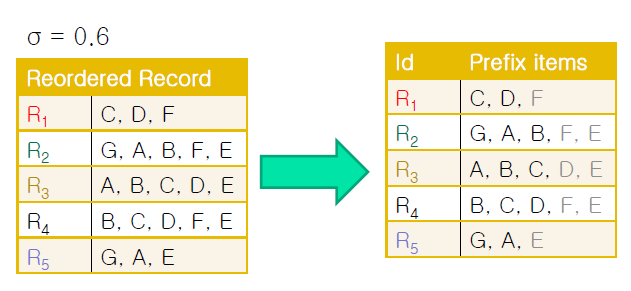 σ = 0.6
Reordered Record
R1 C, D, F
R2 G, A, B, F, E
R3 A, B, C, D, E
R4 B, C, D, F, E
R5 G, A, E
Id Prefix items
R1 C, D, F
R2 G, A, B, F, E
R3 A, B, C, D, E
R4 B, C, D, F, E
R5 G, A, E